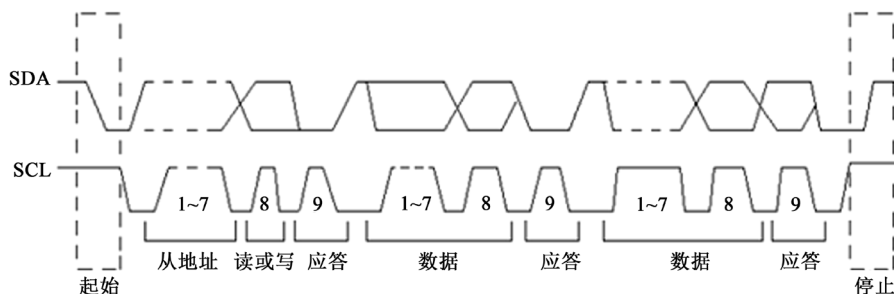 SDA
SCL
1~7 8 9 1~7 8 9 1~7 8 9
从地址 读或写 应答 数据 应答 数据 应答
起始 停止